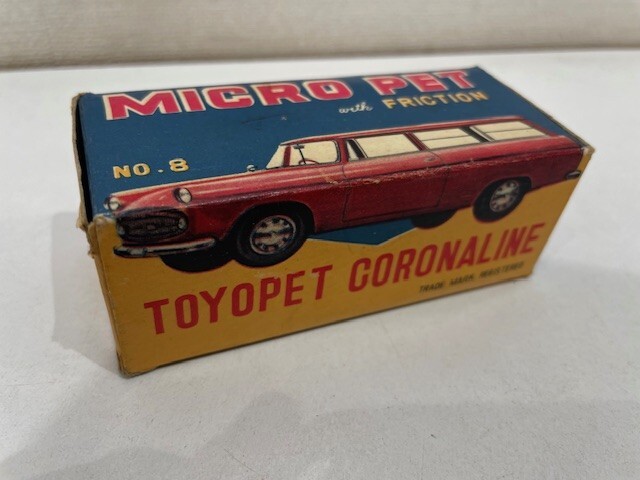 MICRO PET
with FRICTION
NO. 8
TOYOPET CORONALINE
TRADE MARK REGISTERED